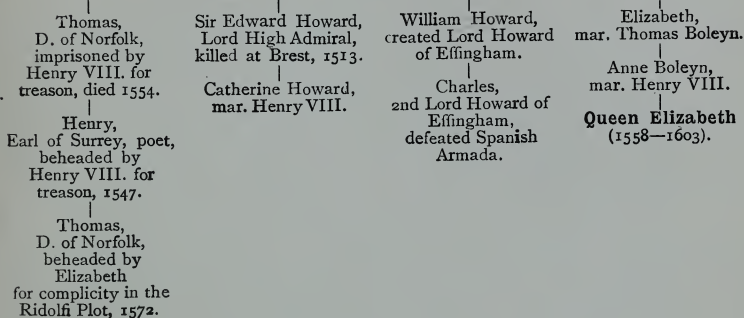 Thomas,
D. of Norfolk,
imprisoned by
Henry VIII. for
treason, died 1554.
Henry,
Earl of Surrey, poet,
beheaded by
Henry VIII. for
treason, 1547.
Thomas,
D. of Norfolk,
beheaded by
Elizabeth
for complicity in the
Ridolfi Plot, 1572.
Sir Edward Howard,
Lord High Admiral,
killed at Brest, 1513.
Catherine Howard,
mar. Henry VIII.
William Howard,
created Lord Howard
of Effingham.
Charles,
2nd Lord Howard of
Effingham,
defeated Spanish
Armada.
Elizabeth,
mar. Thomas Boleyn.
Anne Boleyn,
mar. Henry VIII.
Queen Elizabeth
(1558—1603).